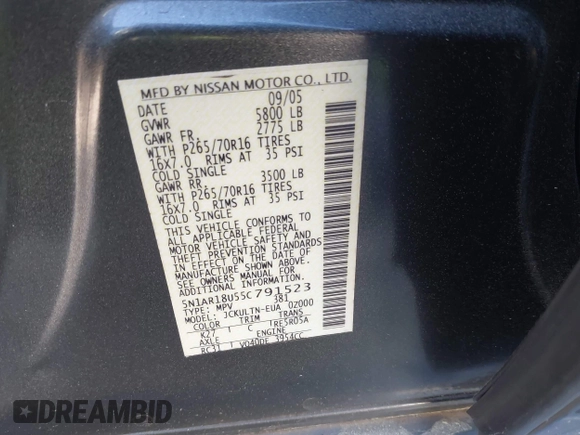 MFD BY NISSAN MOTOR CO., LTD.
DATE 09/05
GVWR 5800 LB
GAWR FR. 2775 LB
WITH P265/70R16 TIRES
16x7.0 RIMS AT 35 PSI
COLD SINGLE
GAWR RR. 3500 LB
WITH P265/70R16 TIRES
16x7.0 RIMS AT 35 PSI
COLD SINGLE
THIS VEHICLE CONFORMS TO
ALL APPLICABLE FEDERAL
MOTOR VEHICLE SAFETY AND
THEFT PREVENTION STANDARDS
IN EFFECT ON THE DATE OF
MANUFACTURE SHOWN ABOVE.
SEE OWNERS MANUAL FOR
ADDITIONAL INFORMATION.
5N1AR18U55C791523
TYPE: MPV 381
MODEL: JCKULTN-EUA 0Z000
COLOR TRIM TRANS
K27 C RE5R05A
AXLE ENGINE
RC31 VQ40DE 3954CC
DREAMBID